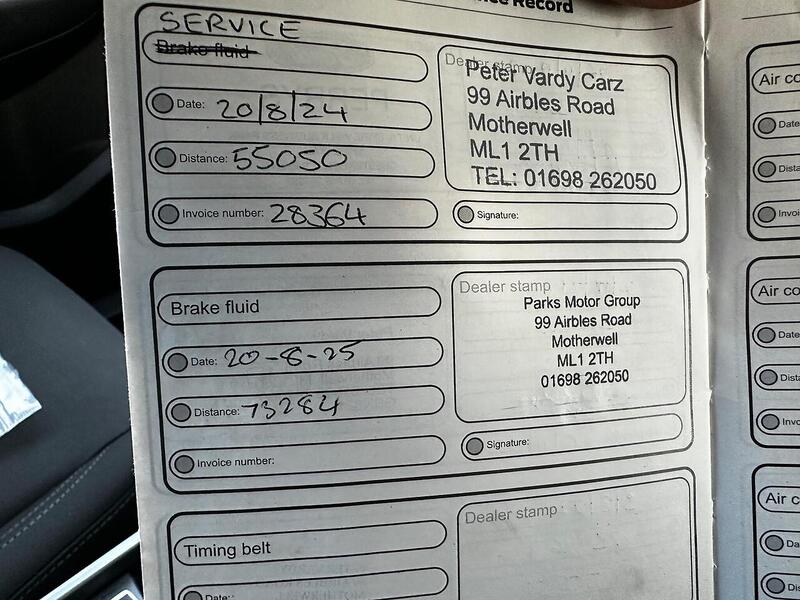 nce Record
SERVICE
Brake fluid
Date: 20/8/24
Distance: 55050
Invoice number: 28364
Dealer stamp
Peter Vardy Carz
99 Airbles Road
Motherwell
ML1 2TH
TEL: 01698 262050
Signature:
Brake fluid
Date: 20-8-25
Distance: 73284
Invoice number:
Dealer stamp
Parks Motor Group
99 Airbles Road
Motherwell
ML1 2TH
01698 262050
Signature:
Timing belt
Date:
Dealer stamp
Air co
Date
Dista
Invoi
Air co
Date
Dista
Invo
Air c
Da
Di